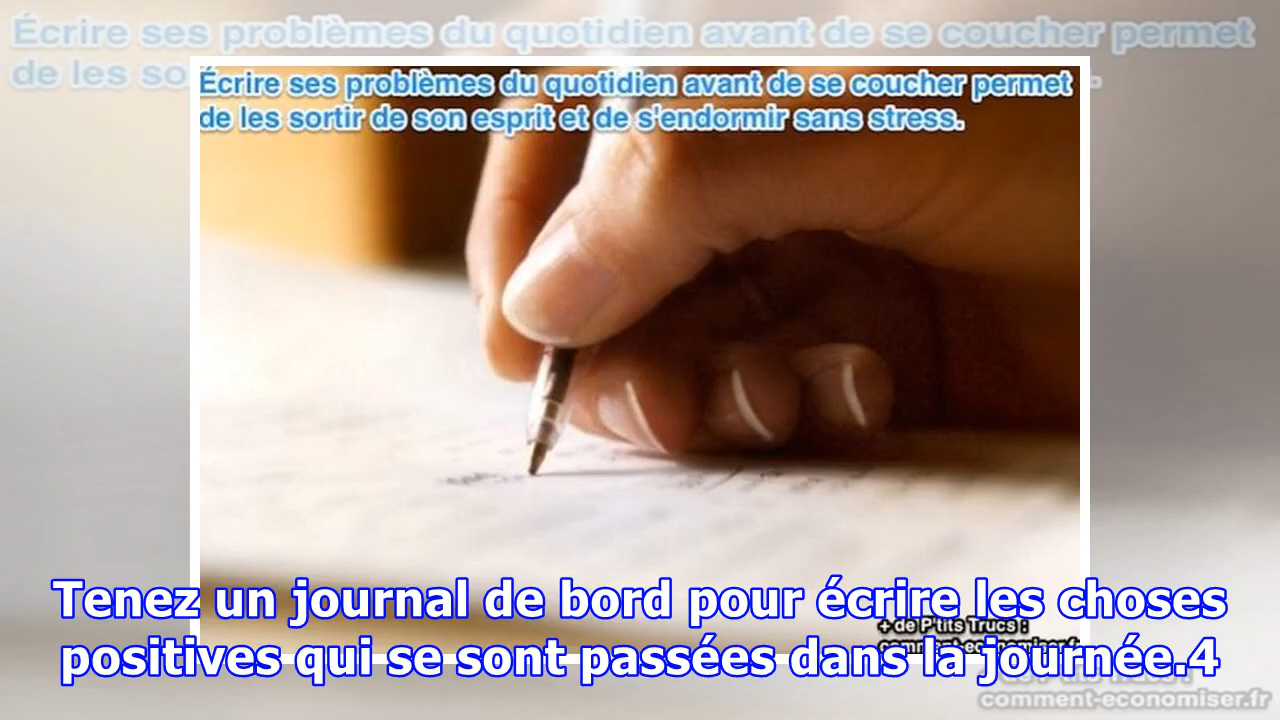 Écrire ses problèmes du quotidien avant de se coucher permet
de les so
Écrire ses problèmes du quotidien avant de se coucher permet
de les sortir de son esprit et de s'endormir sans stress.
Tenez un journal de bord pour écrire les choses
+ de P'tits Trucs :
positives qui se sont passées dans la journée.4
comment-economiser.fr